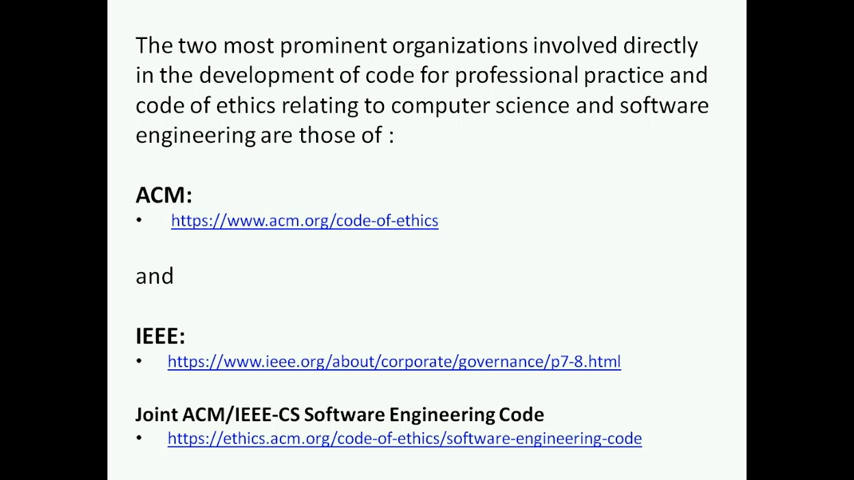 The two most prominent organizations involved directly
in the development of code for professional practice and
code of ethics relating to computer science and software
engineering are those of :
ACM:
• https://www.acm.org/code-of-ethics
and
IEEE:
• https://www.ieee.org/about/corporate/governance/p7-8.html
Joint ACM/IEEE-CS Software Engineering Code
• https://ethics.acm.org/code-of-ethics/software-engineering-code